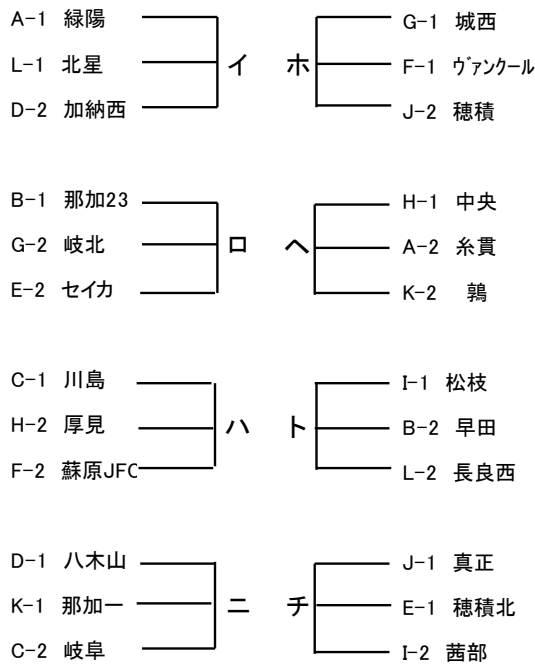 A-1 緑陽
L-1 北星
D-2 加納西
イ
B-1 那加23
G-2 岐北
E-2 セイカ
ロ
C-1 川島
H-2 厚見
F-2 蘇原JFC
ハ
D-1 八木山
K-1 那加一
C-2 岐阜
ニ
ホ
G-1 城西
F-1 ヴァンクール
J-2 穂積
ヘ
H-1 中央
A-2 糸貫
K-2 鶉
ト
I-1 松枝
B-2 早田
L-2 長良西
チ
J-1 真正
E-1 穂積北
I-2 茜部